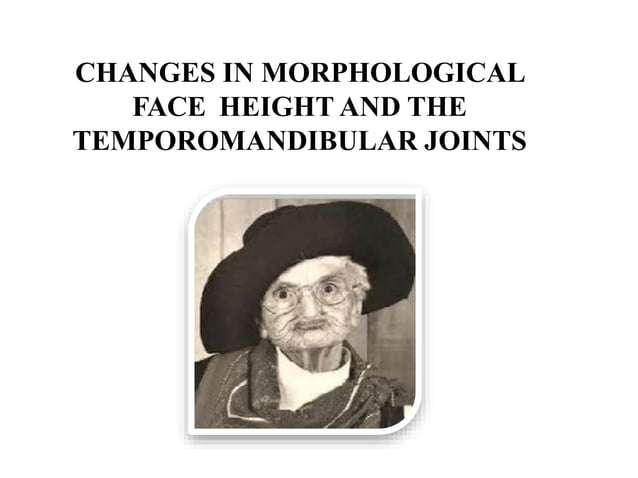 CHANGES IN MORPHOLOGICAL
FACE HEIGHT AND THE
TEMPOROMANDIBULAR JOINTS